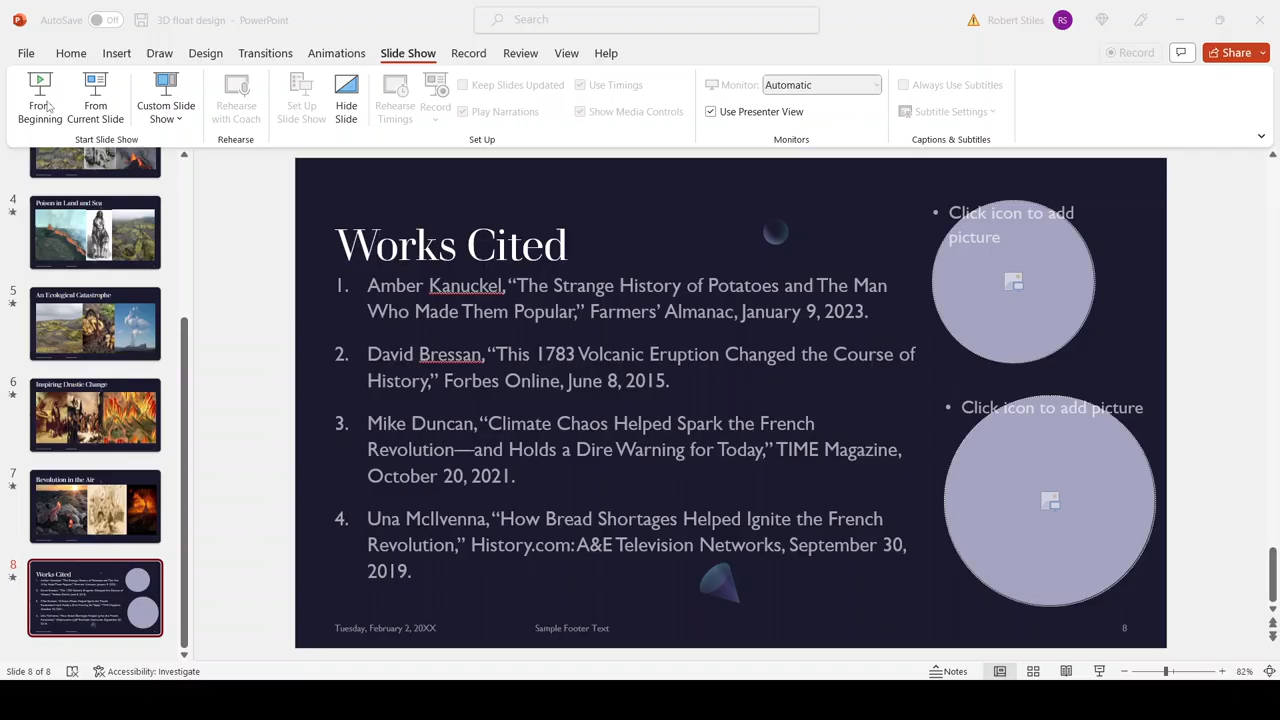 AutoSave Off 3D float design - PowerPoint Search Robert Stiles RS
File Home Insert Draw Design Transitions Animations Slide Show Record Review View Help Record Share
From Beginning
From Current Slide
Custom Slide Show
Rehearse with Coach
Set Up Slide Show
Hide Slide
Rehearse Timings
Record
Keep Slides Updated
Play Narrations
Use Timings
Show Media Controls
Monitor: Automatic
Use Presenter View
Always Use Subtitles
Subtitle Settings
Start Slide Show Rehearse Set Up Monitors Captions & Subtitles
4
Poison in Land and Sea
5
An Ecological Catastrophe
6
Inspiring Drastic Change
7
Revolution in the Air
8
Works Cited
Works Cited
1. Amber Kanuckel, “The Strange History of Potatoes and The Man
Who Made Them Popular,” Farmers’ Almanac, January 9, 2023.
2. David Bressan, “This 1783 Volcanic Eruption Changed the Course of
History,” Forbes Online, June 8, 2015.
3. Mike Duncan, “Climate Chaos Helped Spark the French
Revolution—and Holds a Dire Warning for Today,” TIME Magazine,
October 20, 2021.
4. Una McIlvenna, “How Bread Shortages Helped Ignite the French
Revolution,” History.com: A&E Television Networks, September 30,
2019.
• Click icon to add
picture
• Click icon to add picture
Tuesday, February 2, 20XX Sample Footer Text 8
Slide 8 of 8 Accessibility: Investigate Notes 82%